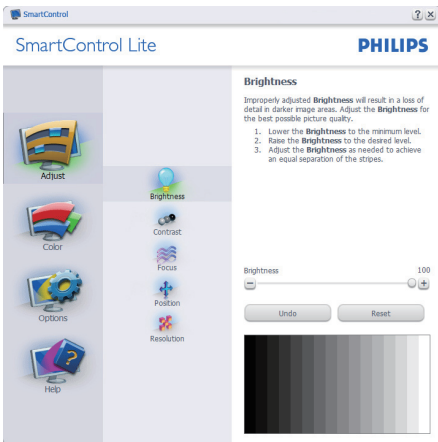 SmartControl
? ×
SmartControl Lite
PHILIPS
Adjust
Color
Options
Help
Brightness
Contrast
Focus
Position
Resolution
Brightness
Improperly adjusted Brightness will result in a loss of
detail in darker image areas. Adjust the Brightness for
the best possible picture quality.
1. Lower the Brightness to the minimum level.
2. Raise the Brightness to the desired level.
3. Adjust the Brightness as needed to achieve
an equal separation of the stripes.
Brightness 100
Undo Reset